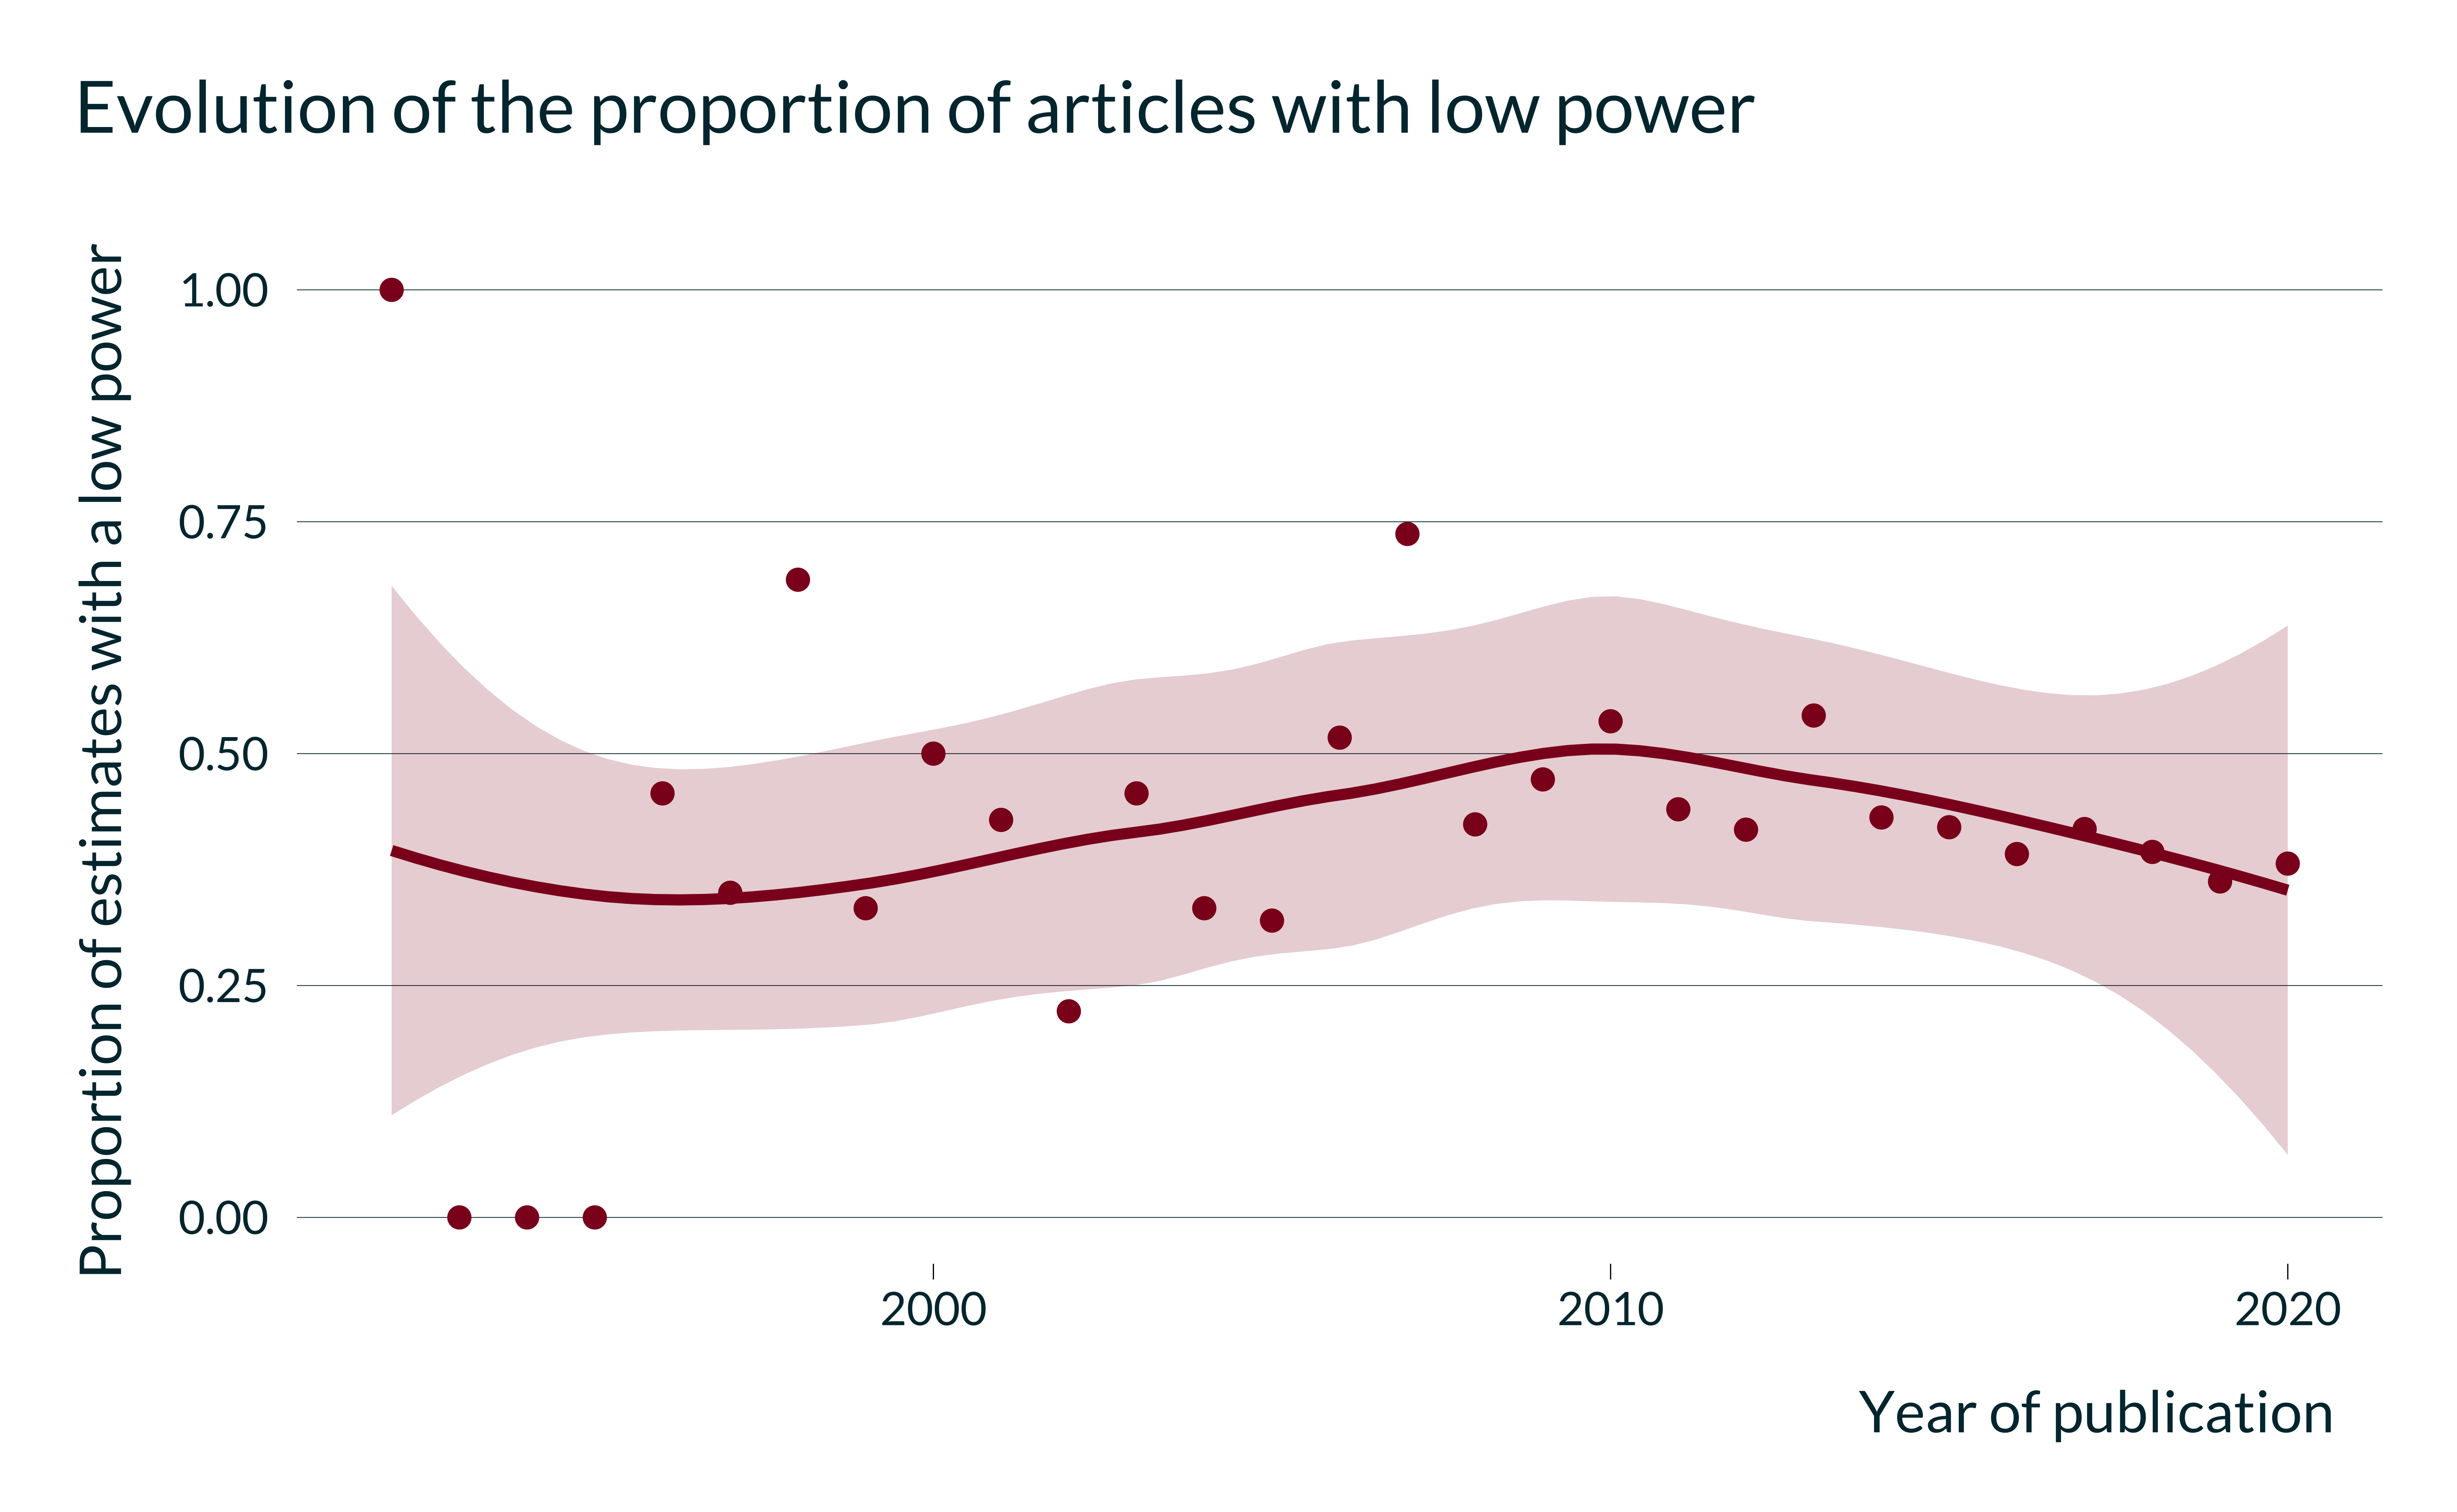 Evolution of the proportion of articles with low power
Proportion of estimates with a low power
1.00
0.75
0.50
0.25
0.00
2000
2010
2020
Year of publication